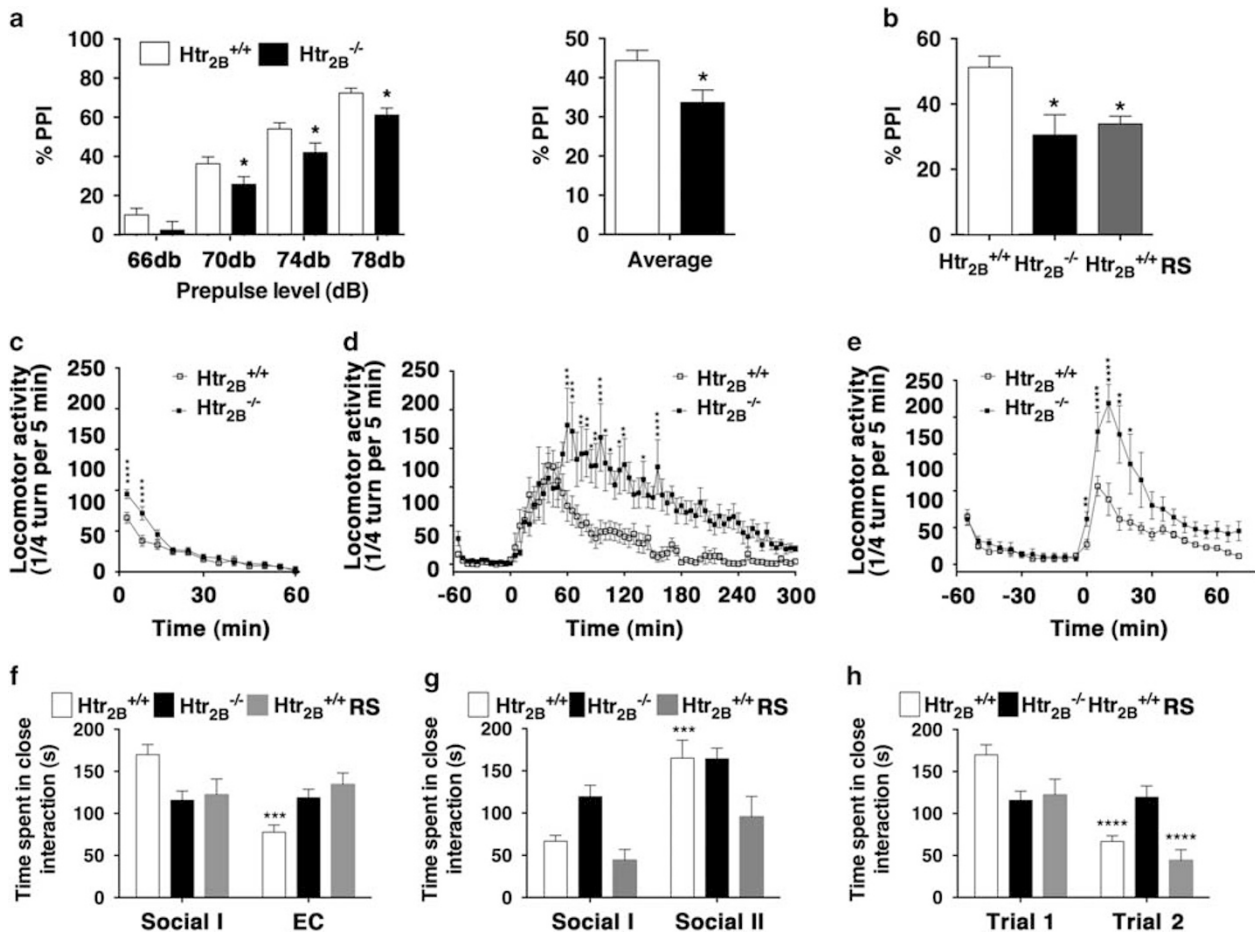 a
% PPI
100
80
60
40
20
0
Htr2B+/+ Htr2B-/-
*
*
*
66db 70db 74db 78db
Prepulse level (dB)
% PPI
50
40
30
20
10
0
*
Average
b
% PPI
60
40
20
0
* *
Htr2B+/+ Htr2B-/- Htr2B+/+ RS
c
Locomotor activity
(1/4 turn per 5 min)
250
200
150
100
100
50
0
Htr2B+/+
Htr2B-/-
**** ****
0 30 60
Time (min)
d
Locomotor activity
(1/4 turn per 5 min)
250
200
150
100
100
50
0
Htr2B+/+
Htr2B-/-
-60 0 60 120 180 240 300
Time (min)
e
Locomotor activity
(1/4 turn per 5 min)
250
200
150
100
100
50
0
Htr2B+/+
Htr2B-/-
** **** **** ** *
-60 -30 0 30 60
Time (min)
f
Htr2B+/+ Htr2B-/- Htr2B+/+ RS
Time spent in close
interaction (s)
200
150
100
50
0
***
Social I EC
g
Htr2B+/+ Htr2B-/- Htr2B+/+ RS
Time spent in close
interaction (s)
200
150
100
50
0
***
Social I Social II
h
Htr2B+/+ Htr2B-/- Htr2B+/+ RS
Time spent in close
interaction (s)
200
150
100
50
0
**** ****
Trial 1 Trial 2